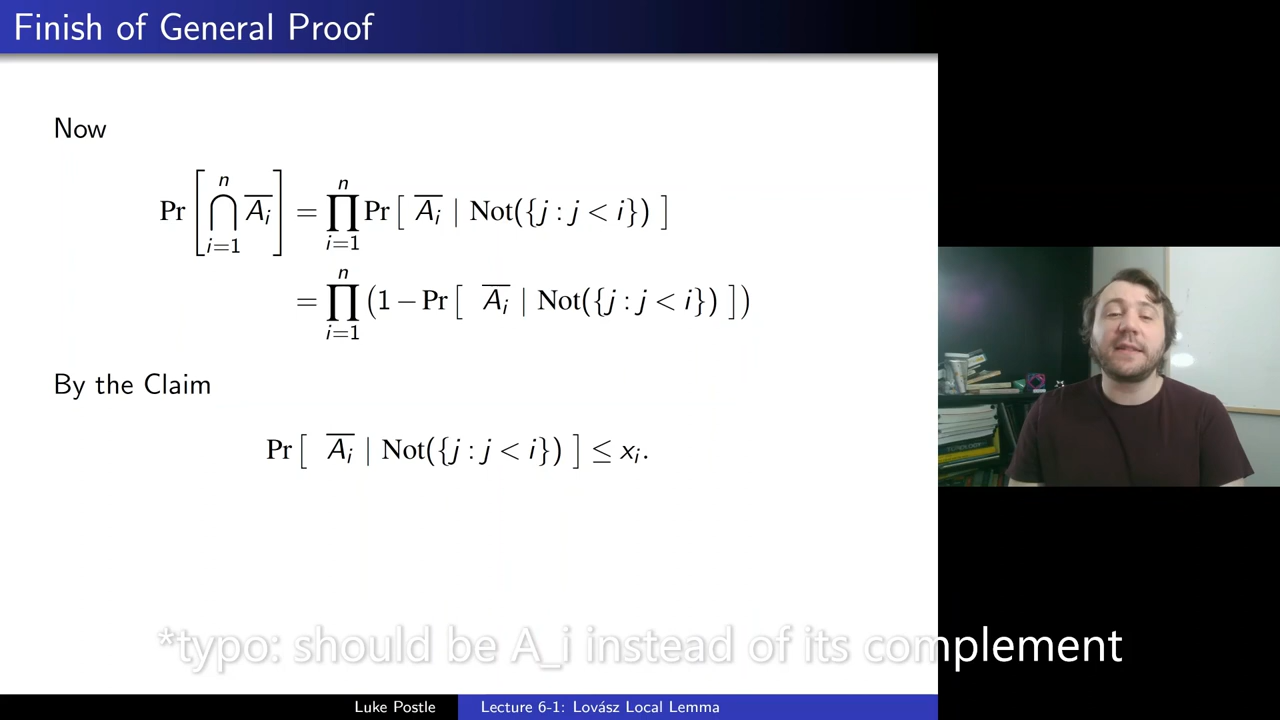 Finish of General Proof
Now
Pr[⋂_{i=1}^{n} \overline{A_i}] = ∏_{i=1}^{n} Pr[ \overline{A_i} | Not({j : j < i}) ]
= ∏_{i=1}^{n} (1 − Pr[ \overline{A_i} | Not({j : j < i}) ])
By the Claim
Pr[ \overline{A_i} | Not({j : j < i}) ] ≤ x_i.
*typo: should be A_i instead of its complement
Luke Postle
Lecture 6-1: Lovász Local Lemma